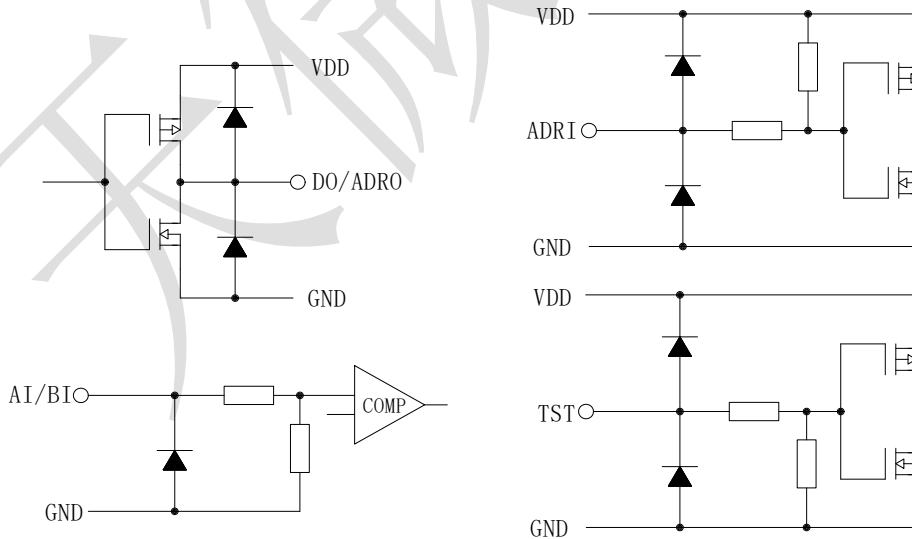 VDD
DO/ADRO
GND
AI/BI
COMP
GND
VDD
ADRI
GND
VDD
TST
GND